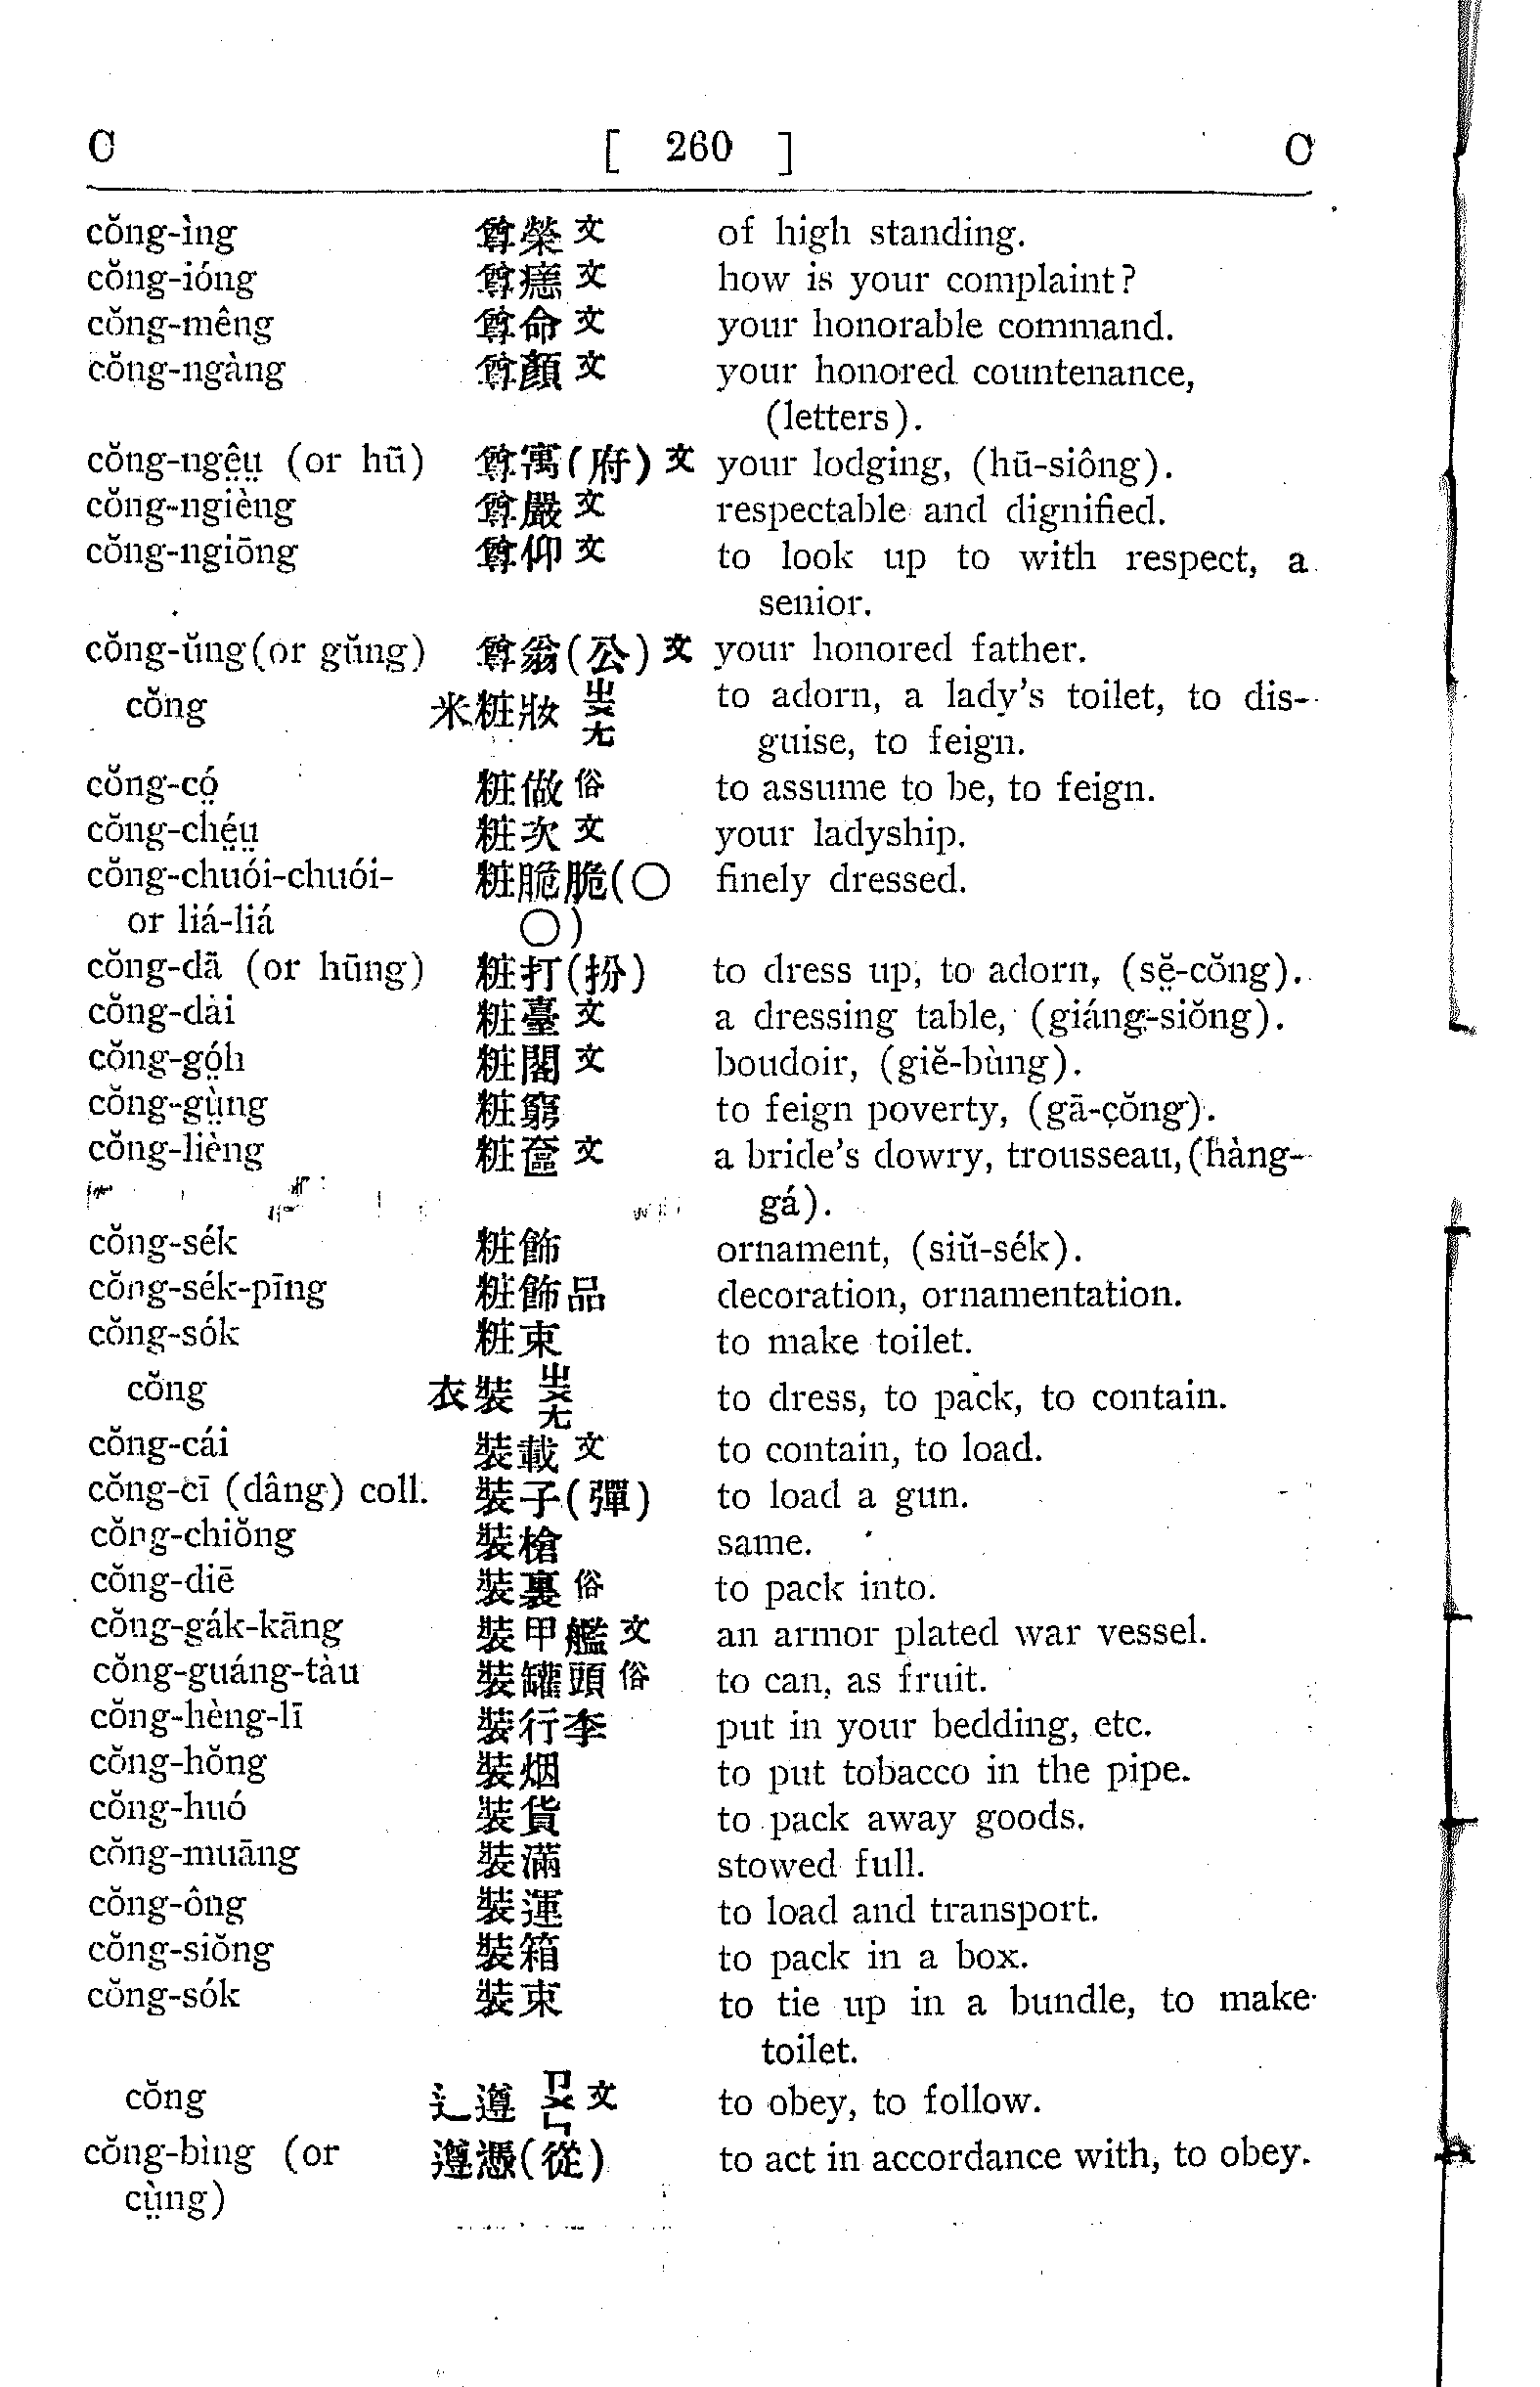 C [ 260 ] C
cŏng-ìng 尊榮文 of high standing.
cŏng-ióng 尊恙文 how is your complaint?
cŏng-mêng 尊命文 your honorable command.
cŏng-ngàng 尊顏文 your honored countenance,
(letters).
cŏng-ngê̤ṳ (or hū) 尊寓(府)文 your lodging, (hū-siông).
cŏng-ngièng 尊嚴文 respectable and dignified.
cŏng-ngiōng 尊仰文 to look up to with respect, a
senior.
cŏng-ŭng (or gŭng) 尊翁(公)文 your honored father.
cŏng 米粧妝 ㄓㄨㄤ to adorn, a lady's toilet, to dis-
guise, to feign.
cŏng-có̤ 粧做俗 to assume to be, to feign.
cŏng-ché̤ṳ 粧次文 your ladyship.
cŏng-chuói-chuói- 粧脆脆(○ finely dressed.
or liá-liá ○)
cŏng-dā (or hūng) 粧打(扮) to dress up, to adorn, (sĕ̤-cŏng).
cŏng-dài 粧臺文 a dressing table, (giáng-siŏng).
cŏng-gó̤h 粧閣文 boudoir, (giĕ-bùng).
cŏng-gṳ̀ng 粧窮 to feign poverty, (gā-cŏng).
cŏng-lièng 粧奩文 a bride's dowry, trousseau, (hàng-
gá).
cŏng-sék 粧飾 ornament, (siŭ-sék).
cŏng-sék-pīng 粧飾品 decoration, ornamentation.
cŏng-sók 粧束 to make toilet.
cŏng 衣裝 ㄓㄨㄤ to dress, to pack, to contain.
cŏng-cái 裝載文 to contain, to load.
cŏng-cī (dâng) coll. 裝子(彈) to load a gun.
cŏng-chiŏng 裝槍 same.
cŏng-diē 裝裏俗 to pack into.
cŏng-gák-kāng 裝甲艦文 an armor plated war vessel.
cŏng-guáng-tàu 裝罐頭俗 to can, as fruit.
cŏng-hèng-lī 裝行李 put in your bedding, etc.
cŏng-hŏng 裝烟 to put tobacco in the pipe.
cŏng-huó 裝貨 to pack away goods.
cŏng-muāng 裝滿 stowed full.
cŏng-ông 裝運 to load and transport.
cŏng-siŏng 裝箱 to pack in a box.
cŏng-sók 裝束 to tie up in a bundle, to make
toilet.
cŏng 辶遵 ㄗㄨㄣ文 to obey, to follow.
cŏng-bìng (or 遵憑(從) to act in accordance with, to obey.
cṳ̀ng)